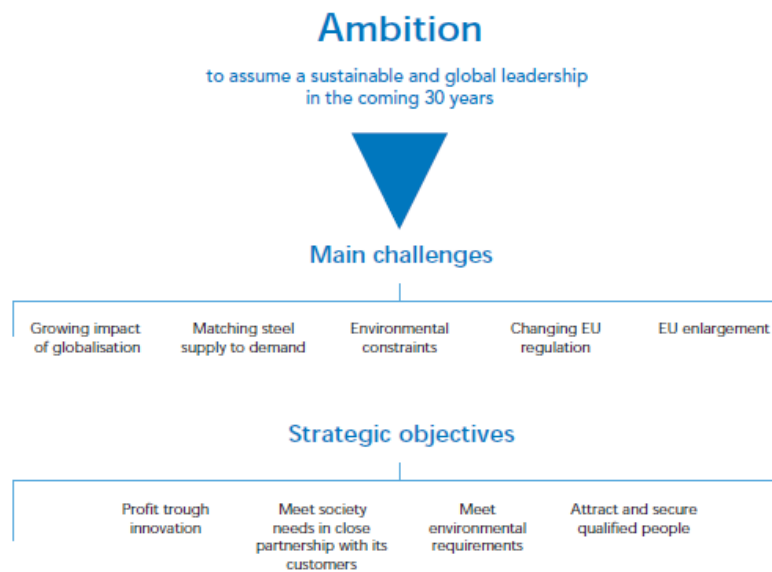 Ambition
to assume a sustainable and global leadership
in the coming 30 years
Main challenges
Growing impact
of globalisation
Matching steel
supply to demand
Environmental
constraints
Changing EU
regulation
EU enlargement
Strategic objectives
Profit trough
innovation
Meet society
needs in close
partnership with its
customers
Meet
environmental
requirements
Attract and secure
qualified people